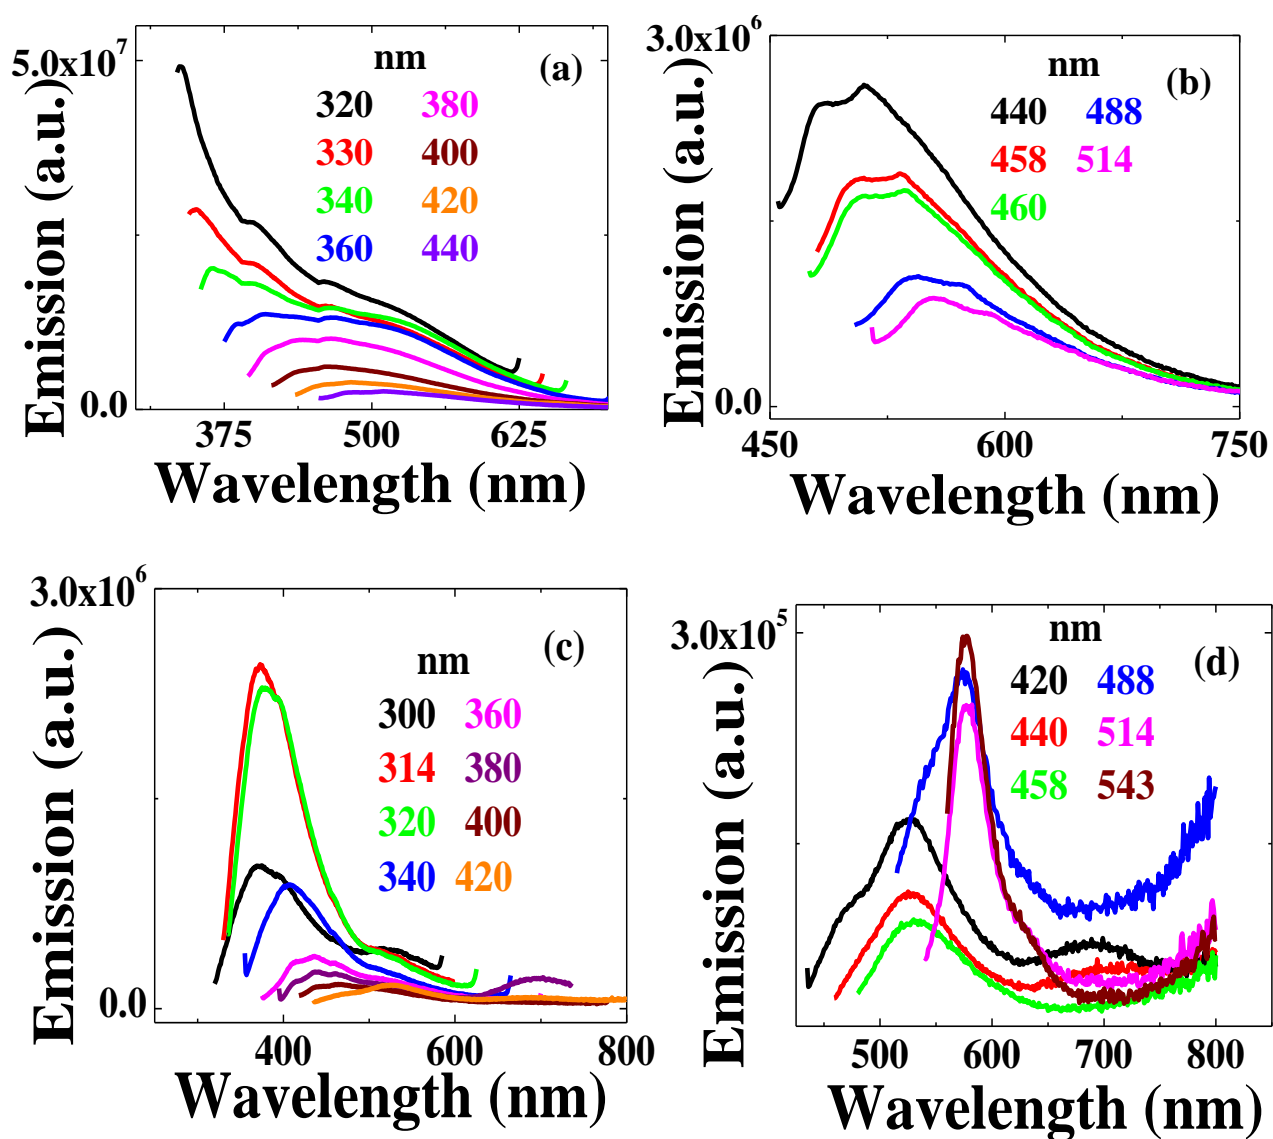 nm
(a)
5.0x10^7
320 380
330 400
340 420
360 440
0.0
375 500 625
Emission (a.u.)
Wavelength (nm)
3.0x10^6
nm
(b)
440 488
458 514
460
0.0
450 600 750
Emission (a.u.)
Wavelength (nm)
3.0x10^6
nm
(c)
300 360
314 380
320 400
340 420
0.0
400 600 800
Emission (a.u.)
Wavelength (nm)
3.0x10^5
nm
(d)
420 488
440 514
458 543
500 600 700 800
Emission (a.u.)
Wavelength (nm)